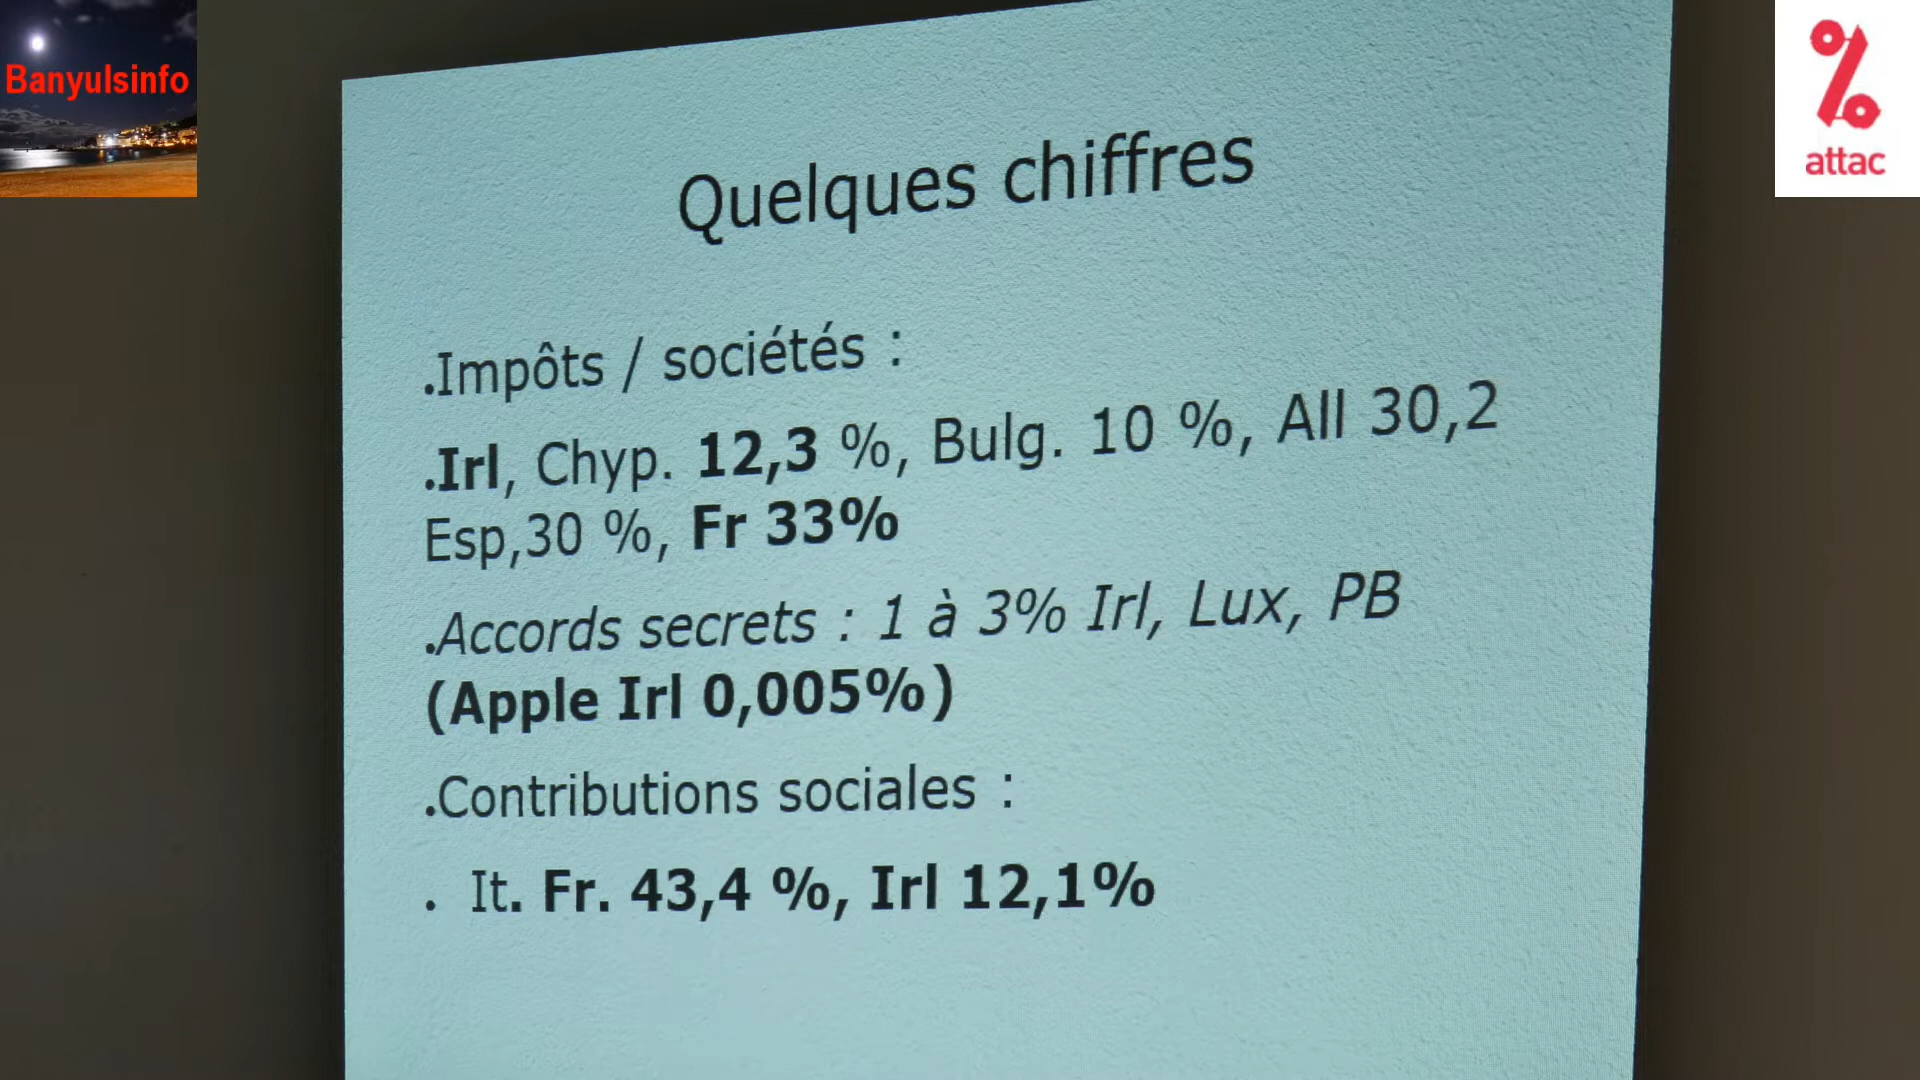 Banyulsinfo
attac
Quelques chiffres
.Impôts / sociétés :
.Irl, Chyp. 12,3 %, Bulg. 10 %, All 30,2
Esp,30 %, Fr 33%
.Accords secrets : 1 à 3% Irl, Lux, PB
(Apple Irl 0,005%)
.Contributions sociales :
. It. Fr. 43,4 %, Irl 12,1%